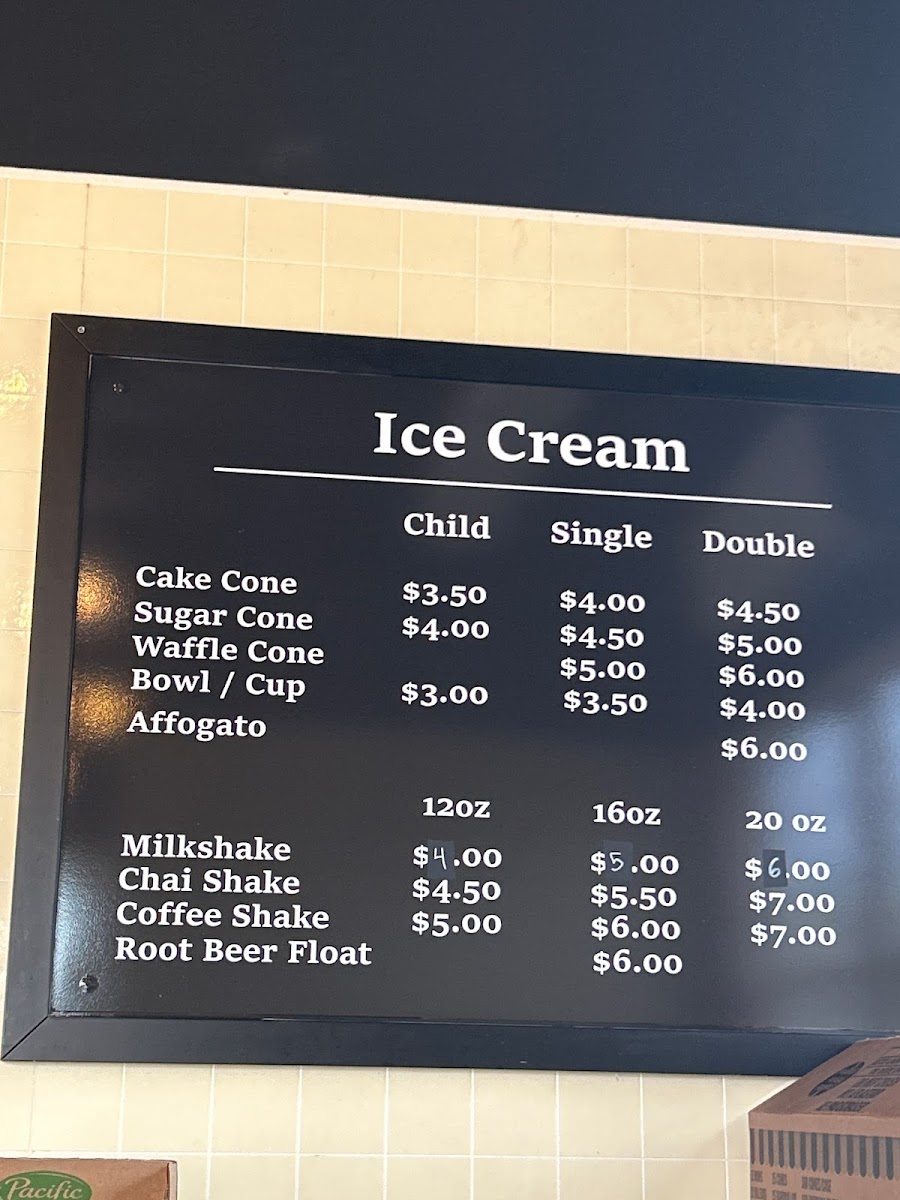 Ice Cream
Child Single Double
Cake Cone $3.50 $4.00 $4.50
Sugar Cone $4.00 $4.50 $5.00
Waffle Cone $5.00 $6.00
Bowl / Cup $3.00 $3.50 $4.00
Affogato $6.00
12oz 16oz 20 oz
Milkshake $4.00 $5.00 $6.00
Chai Shake $4.50 $5.50 $7.00
Coffee Shake $5.00 $6.00 $7.00
Root Beer Float $6.00
Pacific